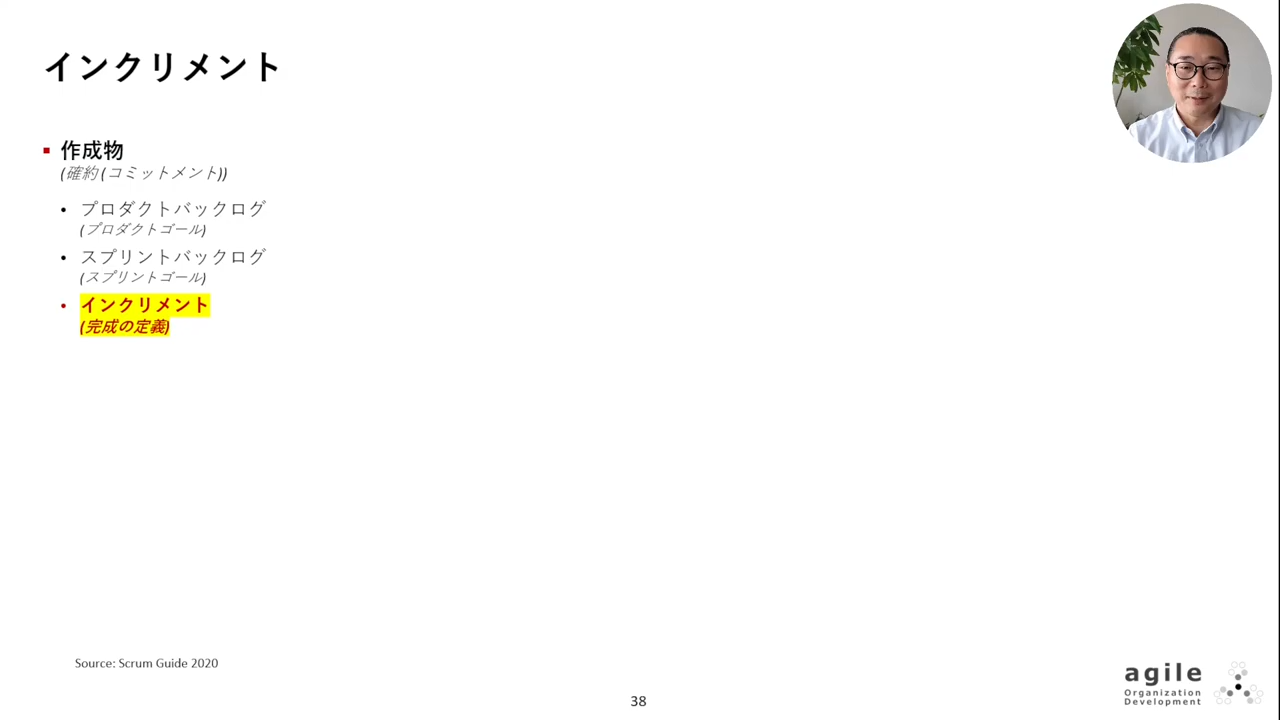 インクリメント
作成物
(確約(コミットメント))
プロダクトバックログ
(プロダクトゴール)
スプリントバックログ
(スプリントゴール)
インクリメント
(完成の定義)
Source: Scrum Guide 2020
38
agile
Organization
Development